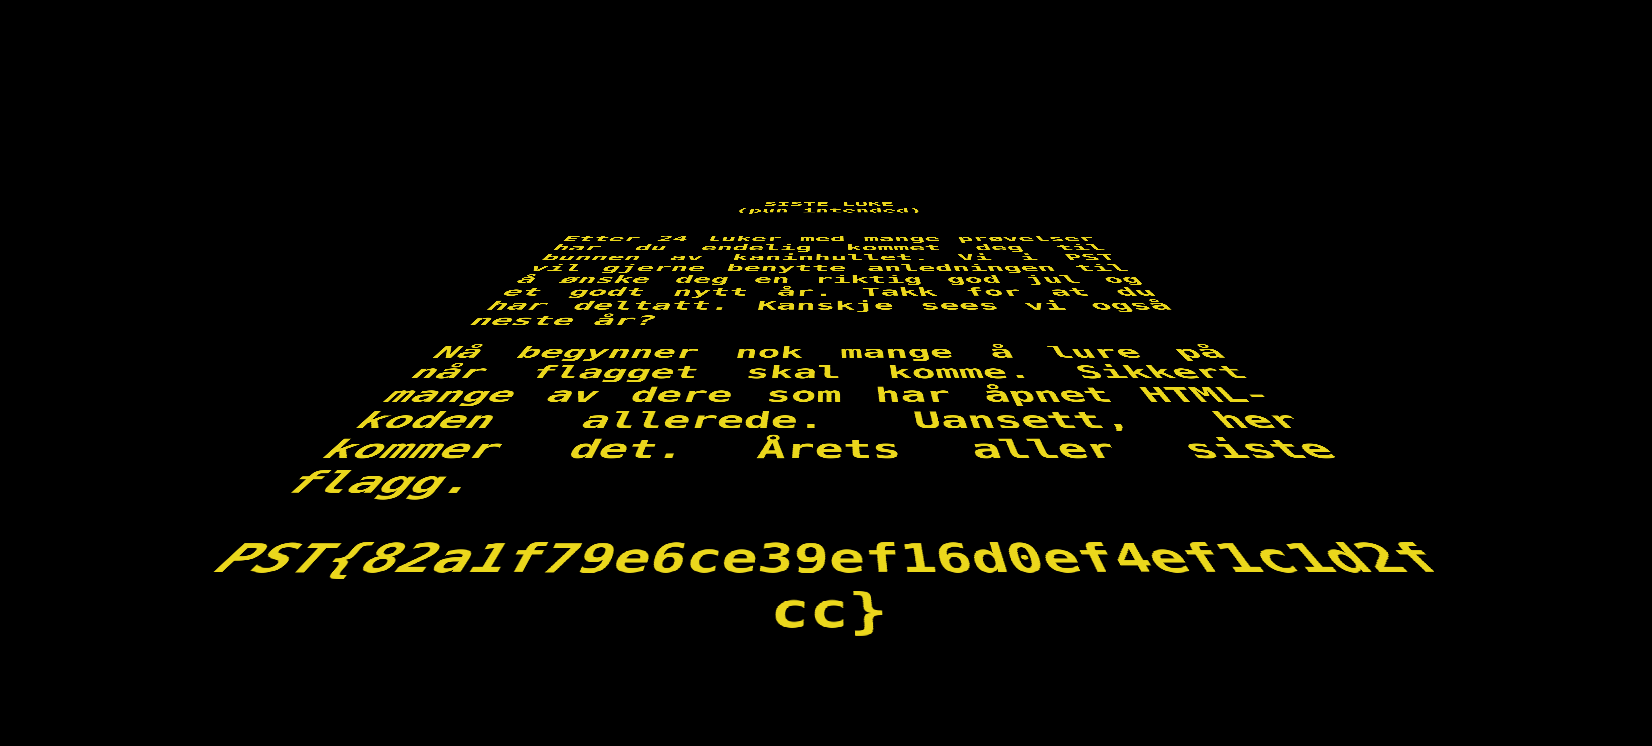 SISTE LUKE
(pun intended)
Etter 24 luker med mange prøvelser
har du endelig kommet deg til
bunnen av kaninhullet. Vi i PST
vil gjerne benytte anledningen til
å ønske deg en riktig god jul og
et godt nytt år. Takk for at du
har deltatt. Kanskje sees vi også
neste år?
Nå begynner nok mange å lure på
når flagget skal komme. Sikkert
mange av dere som har åpnet HTML-
koden allerede. Uansett, her
kommer det. Årets aller siste
flagg.
PST{82a1f79e6ce39ef16d0ef4ef1c1d2f
cc}